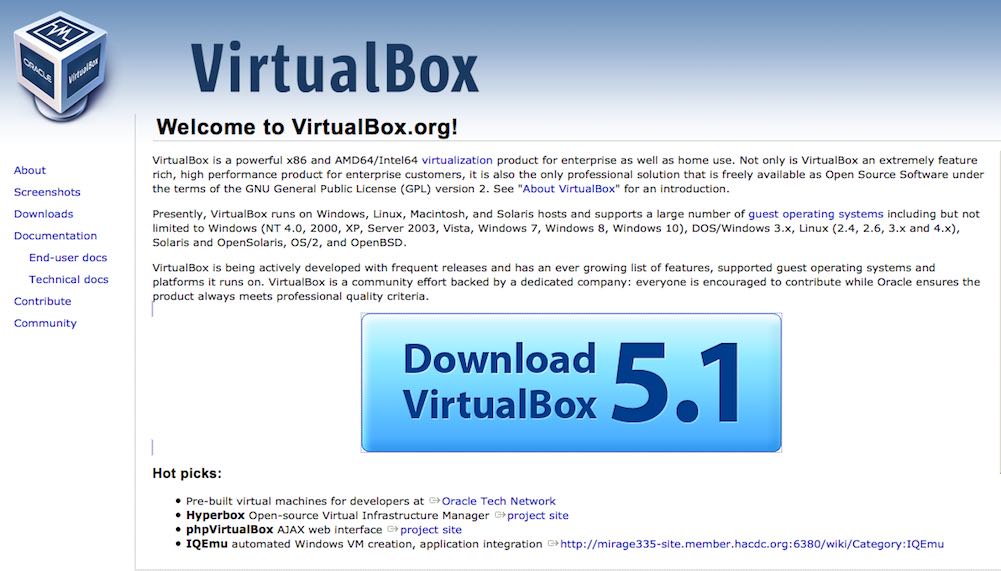 ORACLE
VirtualBox
VirtualBox
Welcome to VirtualBox.org!
About
Screenshots
Downloads
Documentation
End-user docs
Technical docs
Contribute
Community
VirtualBox is a powerful x86 and AMD64/Intel64 virtualization product for enterprise as well as home use. Not only is VirtualBox an extremely feature
rich, high performance product for enterprise customers, it is also the only professional solution that is freely available as Open Source Software under
the terms of the GNU General Public License (GPL) version 2. See "About VirtualBox" for an introduction.
Presently, VirtualBox runs on Windows, Linux, Macintosh, and Solaris hosts and supports a large number of guest operating systems including but not
limited to Windows (NT 4.0, 2000, XP, Server 2003, Vista, Windows 7, Windows 8, Windows 10), DOS/Windows 3.x, Linux (2.4, 2.6, 3.x and 4.x),
Solaris and OpenSolaris, OS/2, and OpenBSD.
VirtualBox is being actively developed with frequent releases and has an ever growing list of features, supported guest operating systems and
platforms it runs on. VirtualBox is a community effort backed by a dedicated company: everyone is encouraged to contribute while Oracle ensures the
product always meets professional quality criteria.
Download
VirtualBox
5.1
Hot picks:
• Pre-built virtual machines for developers at Oracle Tech Network
• Hyperbox Open-source Virtual Infrastructure Manager project site
• phpVirtualBox AJAX web interface project site
• IQEmu automated Windows VM creation, application integration http://mirage335-site.member.hacdc.org:6380/wiki/Category:IQEmu